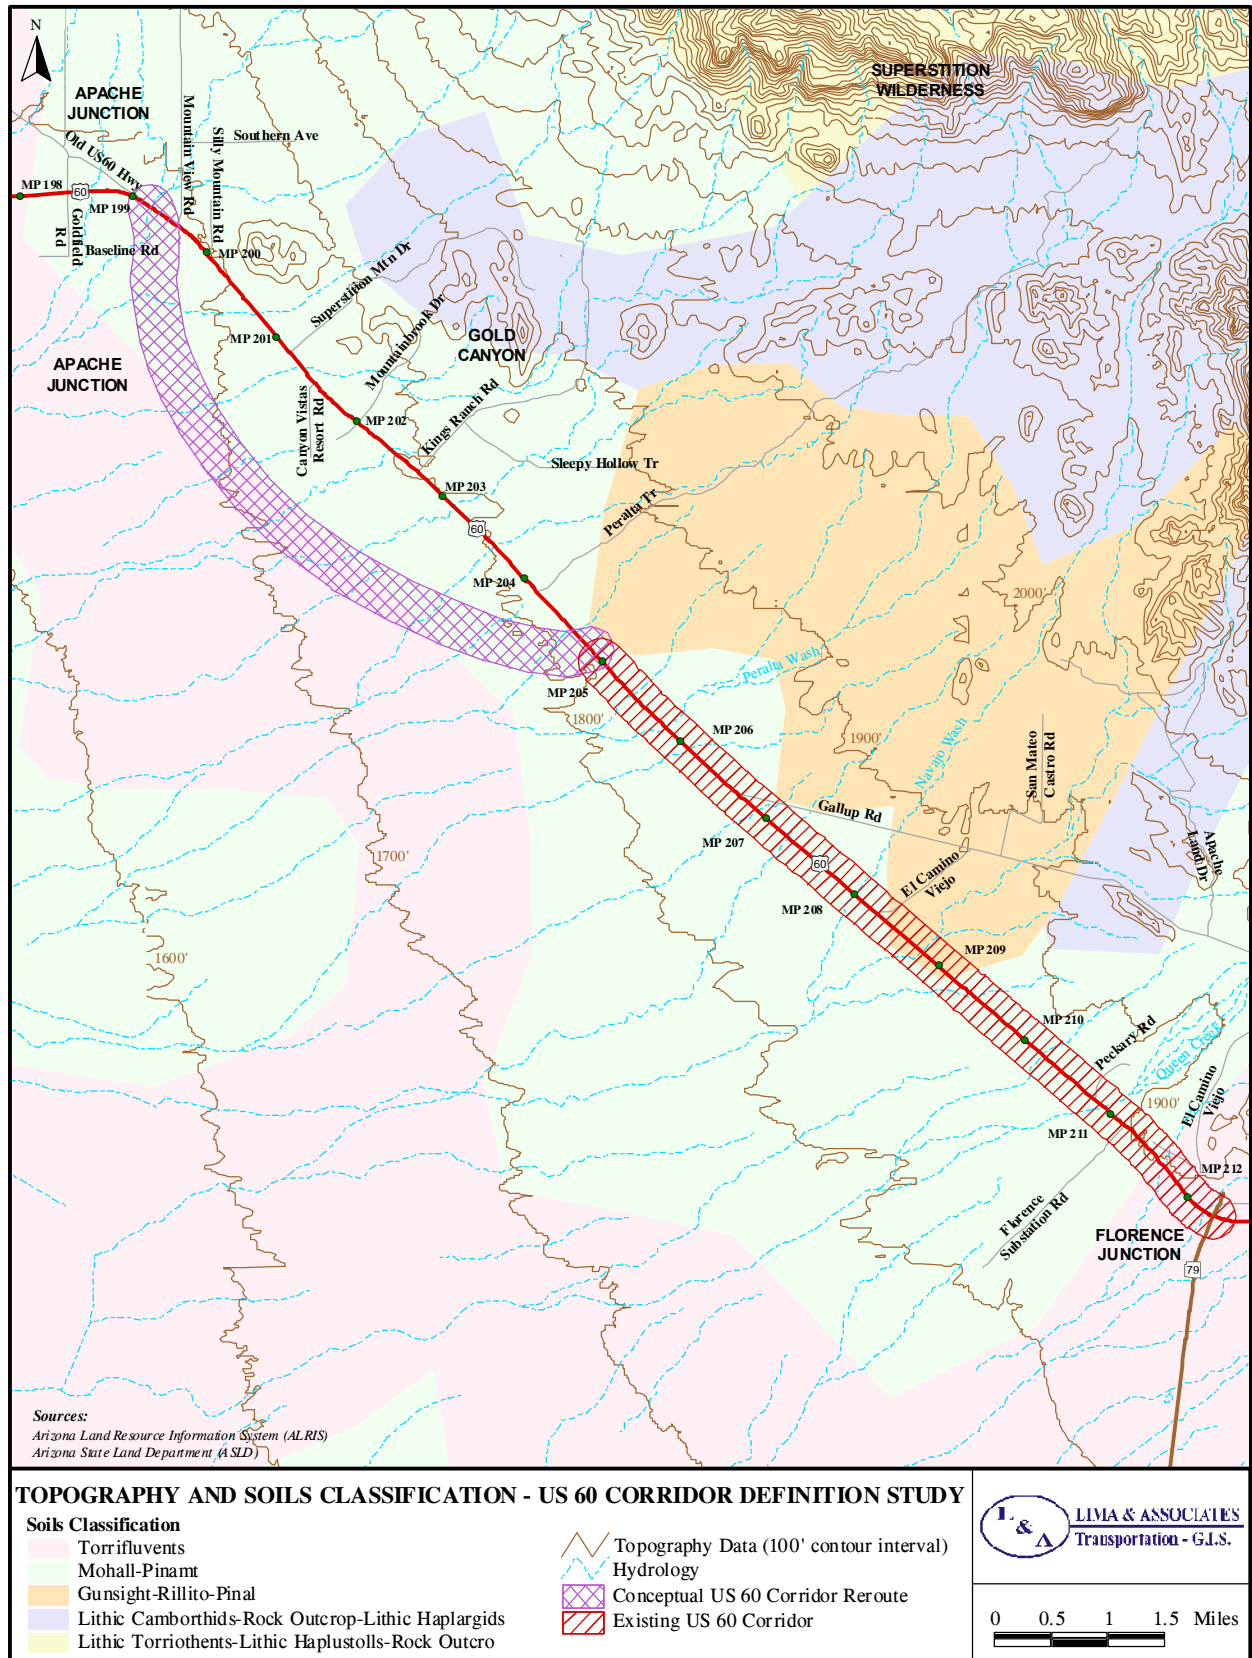 N
SUPERSTITION
WILDERNESS
APACHE
JUNCTION
Old US60 Hwy
Mountain View Rd
Silly Mountain Rd
Southern Ave
MP 198
60
MP 199
Goldfield
Rd
Baseline Rd
MP 200
Superstition Mtn Dr
MP 201
Mountainbrook Dr
GOLD
CANYON
APACHE
JUNCTION
Canyon Vistas
Resort Rd
MP 202
Kings Ranch Rd
Sleepy Hollow Tr
MP 203
60
Peralta Tr
MP 204
2000'
Peralta Wash
MP 205
1800'
MP 206
1900'
Navajo Wash
San Mateo
Castro Rd
Gallup Rd
MP 207
1700'
60
El Camino
Viejo
Apache
Land Dr
MP 208
MP 209
1600'
MP 210
Peckary Rd
Queen Creek
1900'
El Camino
Viejo
MP 211
MP 212
Florence
Substation Rd
FLORENCE
JUNCTION
79
Sources:
Arizona Land Resource Information System (ALRIS)
Arizona State Land Department (ASLD)
TOPOGRAPHY AND SOILS CLASSIFICATION - US 60 CORRIDOR DEFINITION STUDY
Soils Classification
Torrifluvents
Mohall-Pinamt
Gunsight-Rillito-Pinal
Lithic Camborthids-Rock Outcrop-Lithic Haplargids
Lithic Torriothents-Lithic Haplustolls-Rock Outcro
Topography Data (100' contour interval)
Hydrology
Conceptual US 60 Corridor Reroute
Existing US 60 Corridor
L & A
LIMA & ASSOCIATES
Transportation - G.I.S.
0 0.5 1 1.5 Miles